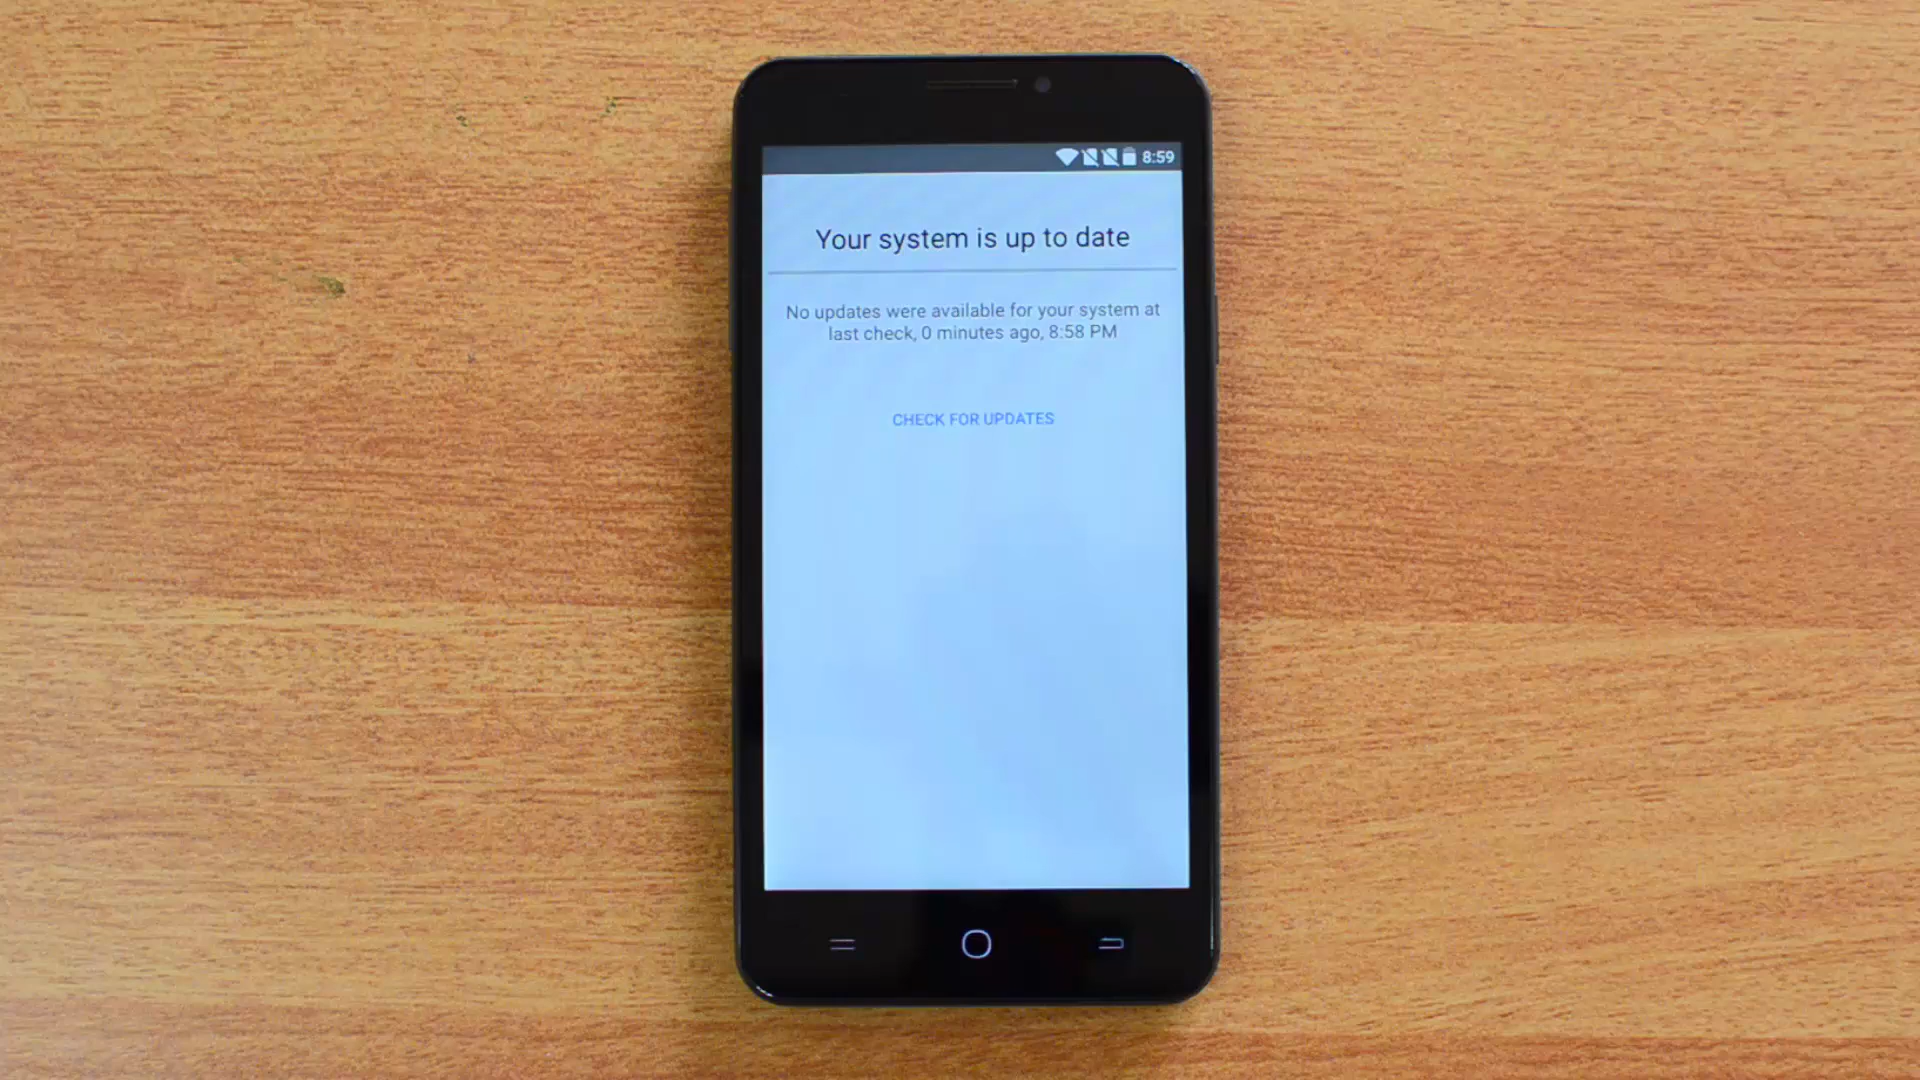 8:59
Your system is up to date
No updates were available for your system at
last check, 0 minutes ago, 8:58 PM
CHECK FOR UPDATES